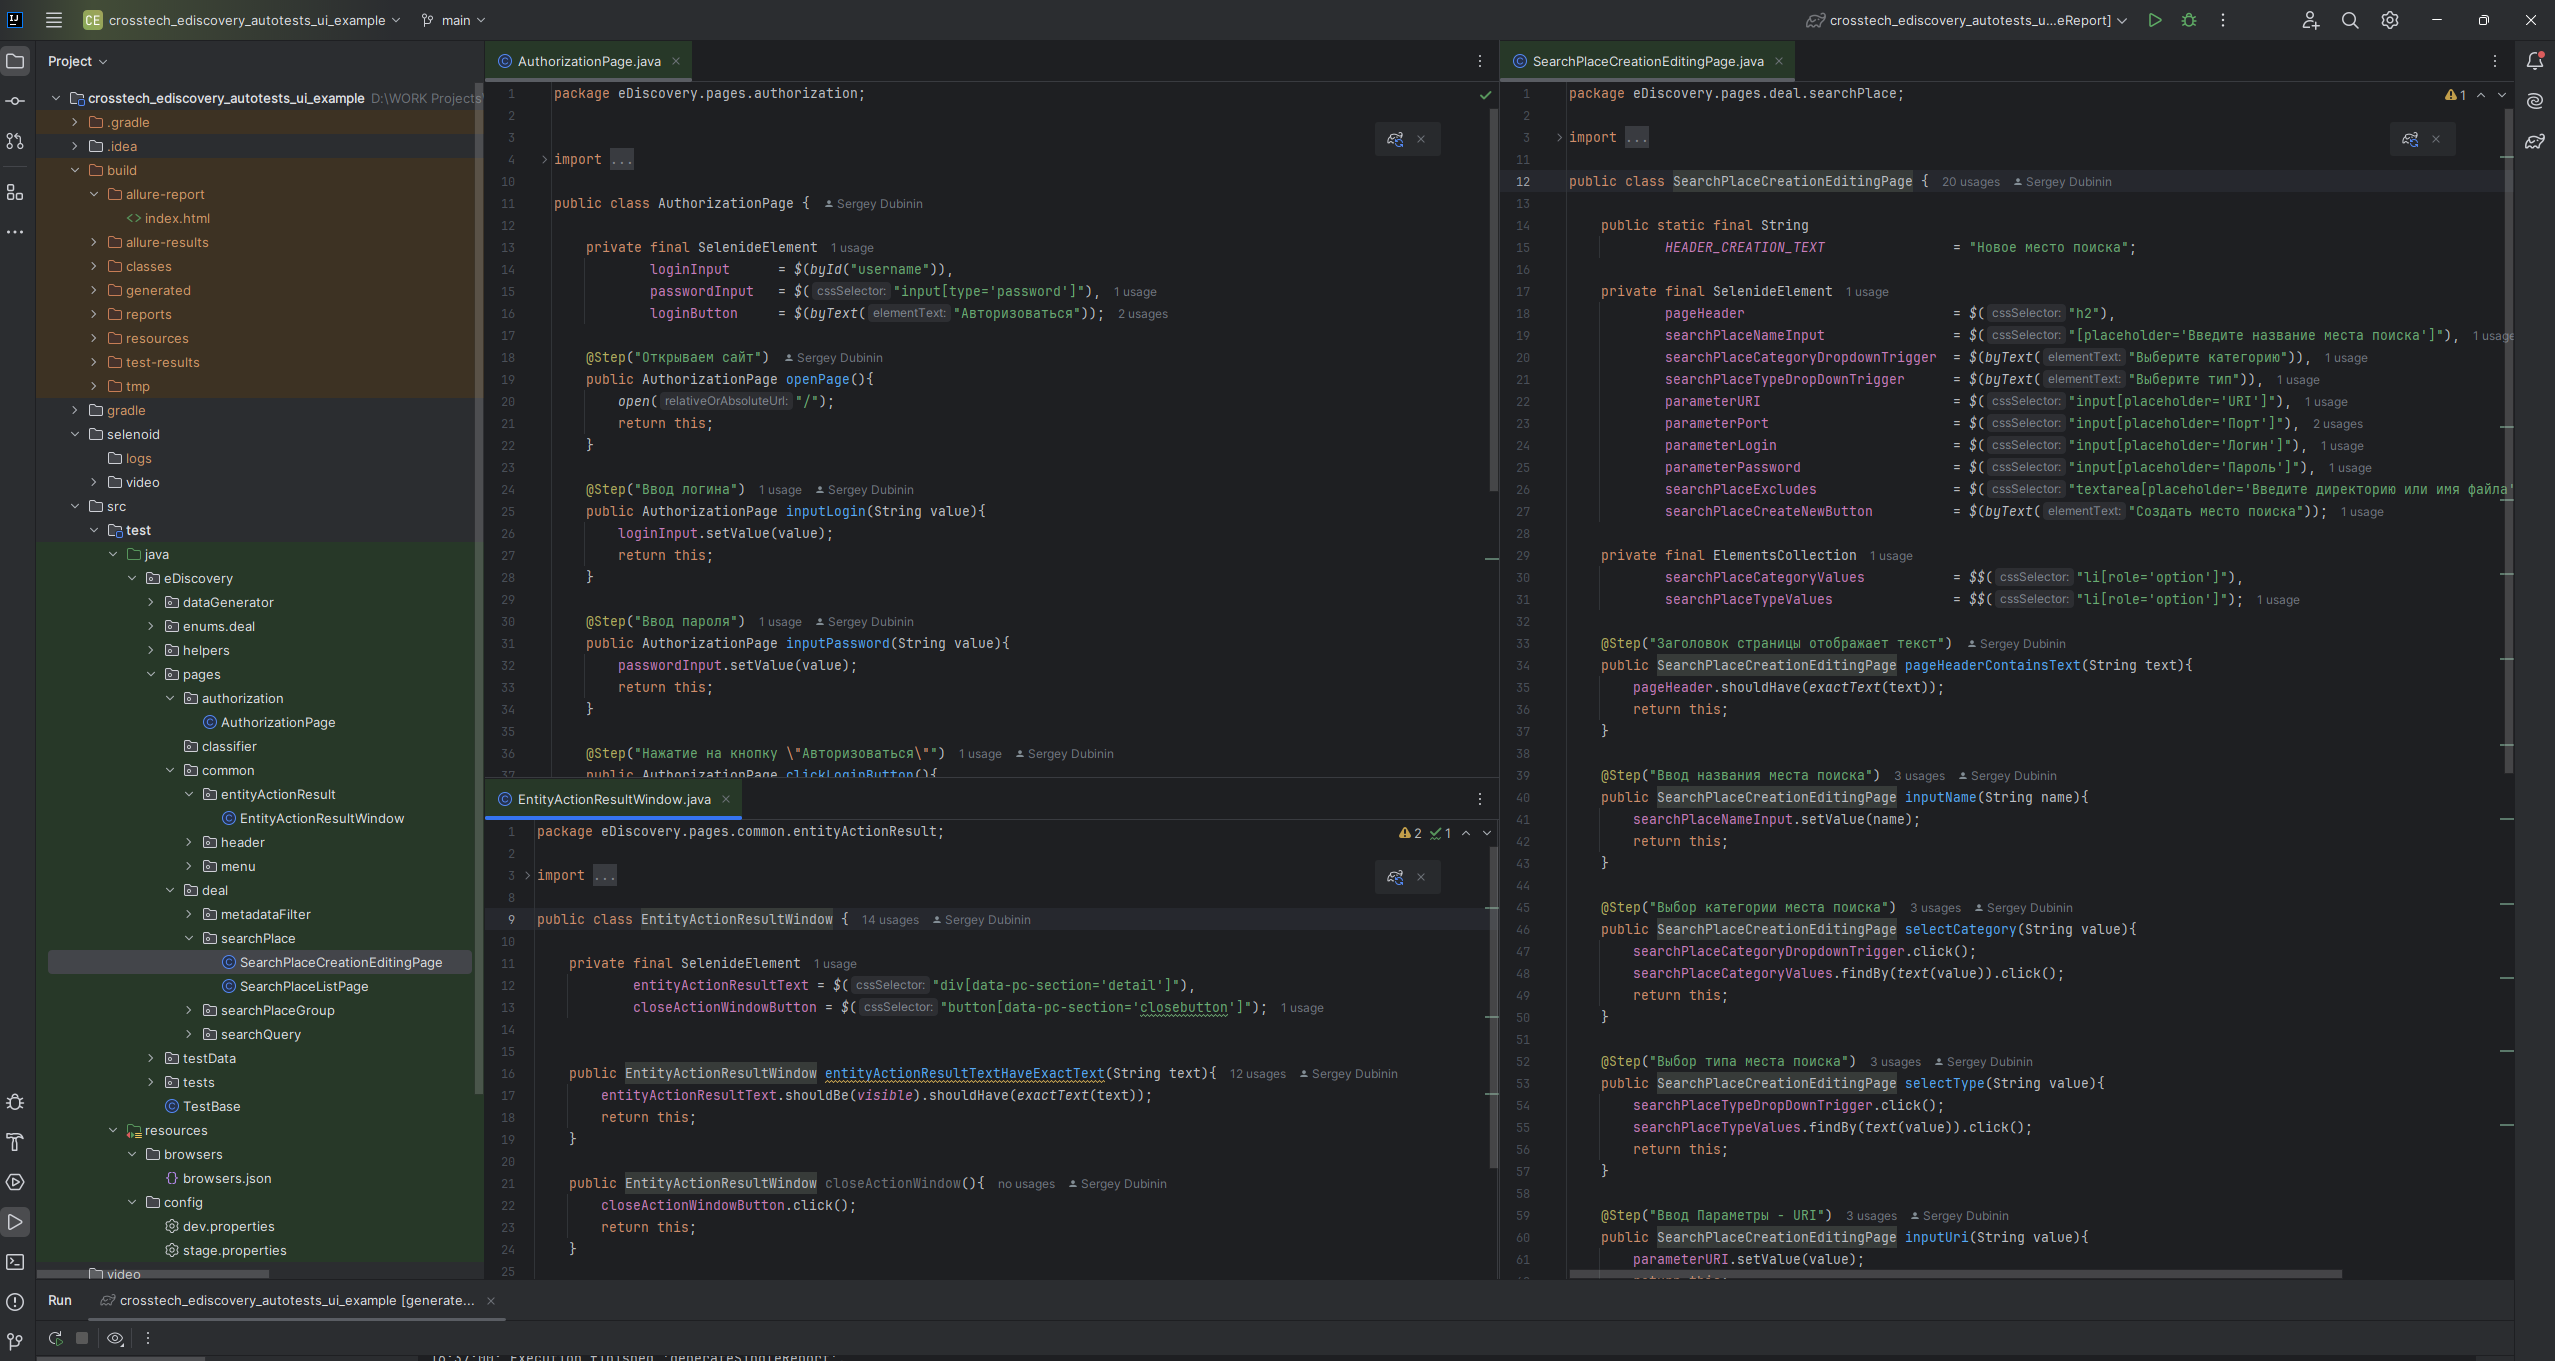 CE crosstech_ediscovery_autotests_ui_example main crosstech_ediscovery_autotests_u...eReport]
Project
crosstech_ediscovery_autotests_ui_example D:\WORK Projects
.gradle
.idea
build
allure-report
index.html
allure-results
classes
generated
reports
resources
test-results
tmp
gradle
selenoid
logs
video
src
test
java
eDiscovery
dataGenerator
enums.deal
helpers
pages
authorization
AuthorizationPage
classifier
common
entityActionResult
EntityActionResultWindow
header
menu
deal
metadataFilter
searchPlace
SearchPlaceCreationEditingPage
SearchPlaceListPage
searchPlaceGroup
searchQuery
testData
tests
TestBase
resources
browsers
browsers.json
config
dev.properties
stage.properties
video
AuthorizationPage.java
1 package eDiscovery.pages.authorization;
2
3
4 import ...
10
11 public class AuthorizationPage { Sergey Dubinin
12
13 private final SelenideElement 1 usage
14 loginInput = $(byId("username")),
15 passwordInput = $( cssSelector: "input[type='password']"), 1 usage
16 loginButton = $(byText( elementText: "Авторизоваться")); 2 usages
17
18 @Step("Открываем сайт") Sergey Dubinin
19 public AuthorizationPage openPage(){
20 open( relativeOrAbsoluteUrl: "/");
21 return this;
22 }
23
24 @Step("Ввод логина") 1 usage Sergey Dubinin
25 public AuthorizationPage inputLogin(String value){
26 loginInput.setValue(value);
27 return this;
28 }
29
30 @Step("Ввод пароля") 1 usage Sergey Dubinin
31 public AuthorizationPage inputPassword(String value){
32 passwordInput.setValue(value);
33 return this;
34 }
35
36 @Step("Нажатие на кнопку \"Авторизоваться\"") 1 usage Sergey Dubinin
37 public AuthorizationPage clickLoginButton(){
EntityActionResultWindow.java
1 package eDiscovery.pages.common.entityActionResult; 2 1
2
3 import ...
8
9 public class EntityActionResultWindow { 14 usages Sergey Dubinin
10
11 private final SelenideElement 1 usage
12 entityActionResultText = $( cssSelector: "div[data-pc-section='detail']"),
13 closeActionWindowButton = $( cssSelector: "button[data-pc-section='closebutton']"); 1 usage
14
15
16 public EntityActionResultWindow entityActionResultTextHaveExactText(String text){ 12 usages Sergey Dubinin
17 entityActionResultText.shouldBe(visible).shouldHave(exactText(text));
18 return this;
19 }
20
21 public EntityActionResultWindow closeActionWindow(){ no usages Sergey Dubinin
22 closeActionWindowButton.click();
23 return this;
24 }
25
SearchPlaceCreationEditingPage.java
1 package eDiscovery.pages.deal.searchPlace; 1
2
3 import ...
11
12 public class SearchPlaceCreationEditingPage { 20 usages Sergey Dubinin
13
14 public static final String
15 HEADER_CREATION_TEXT = "Новое место поиска";
16
17 private final SelenideElement 1 usage
18 pageHeader = $( cssSelector: "h2"),
19 searchPlaceNameInput = $( cssSelector: "[placeholder='Введите название места поиска']"), 1 usage
20 searchPlaceCategoryDropdownTrigger = $(byText( elementText: "Выберите категорию")), 1 usage
21 searchPlaceTypeDropDownTrigger = $(byText( elementText: "Выберите тип")), 1 usage
22 parameterURI = $( cssSelector: "input[placeholder='URI']"), 1 usage
23 parameterPort = $( cssSelector: "input[placeholder='Порт']"), 2 usages
24 parameterLogin = $( cssSelector: "input[placeholder='Логин']"), 1 usage
25 parameterPassword = $( cssSelector: "input[placeholder='Пароль']"), 1 usage
26 searchPlaceExcludes = $( cssSelector: "textarea[placeholder='Введите директорию или имя файла'
27 searchPlaceCreateNewButton = $(byText( elementText: "Создать место поиска")); 1 usage
28
29 private final ElementsCollection 1 usage
30 searchPlaceCategoryValues = $$( cssSelector: "li[role='option']"),
31 searchPlaceTypeValues = $$( cssSelector: "li[role='option']"); 1 usage
32
33 @Step("Заголовок страницы отображает текст") Sergey Dubinin
34 public SearchPlaceCreationEditingPage pageHeaderContainsText(String text){
35 pageHeader.shouldHave(exactText(text));
36 return this;
37 }
38
39 @Step("Ввод названия места поиска") 3 usages Sergey Dubinin
40 public SearchPlaceCreationEditingPage inputName(String name){
41 searchPlaceNameInput.setValue(name);
42 return this;
43 }
44
45 @Step("Выбор категории места поиска") 3 usages Sergey Dubinin
46 public SearchPlaceCreationEditingPage selectCategory(String value){
47 searchPlaceCategoryDropdownTrigger.click();
48 searchPlaceCategoryValues.findBy(text(value)).click();
49 return this;
50 }
51
52 @Step("Выбор типа места поиска") 3 usages Sergey Dubinin
53 public SearchPlaceCreationEditingPage selectType(String value){
54 searchPlaceTypeDropDownTrigger.click();
55 searchPlaceTypeValues.findBy(text(value)).click();
56 return this;
57 }
58
59 @Step("Ввод Параметры - URI") 3 usages Sergey Dubinin
60 public SearchPlaceCreationEditingPage inputUri(String value){
61 parameterURI.setValue(value);
return this;
Run crosstech_ediscovery_autotests_ui_example [generate...
Execution finished 'generateSingleReport'